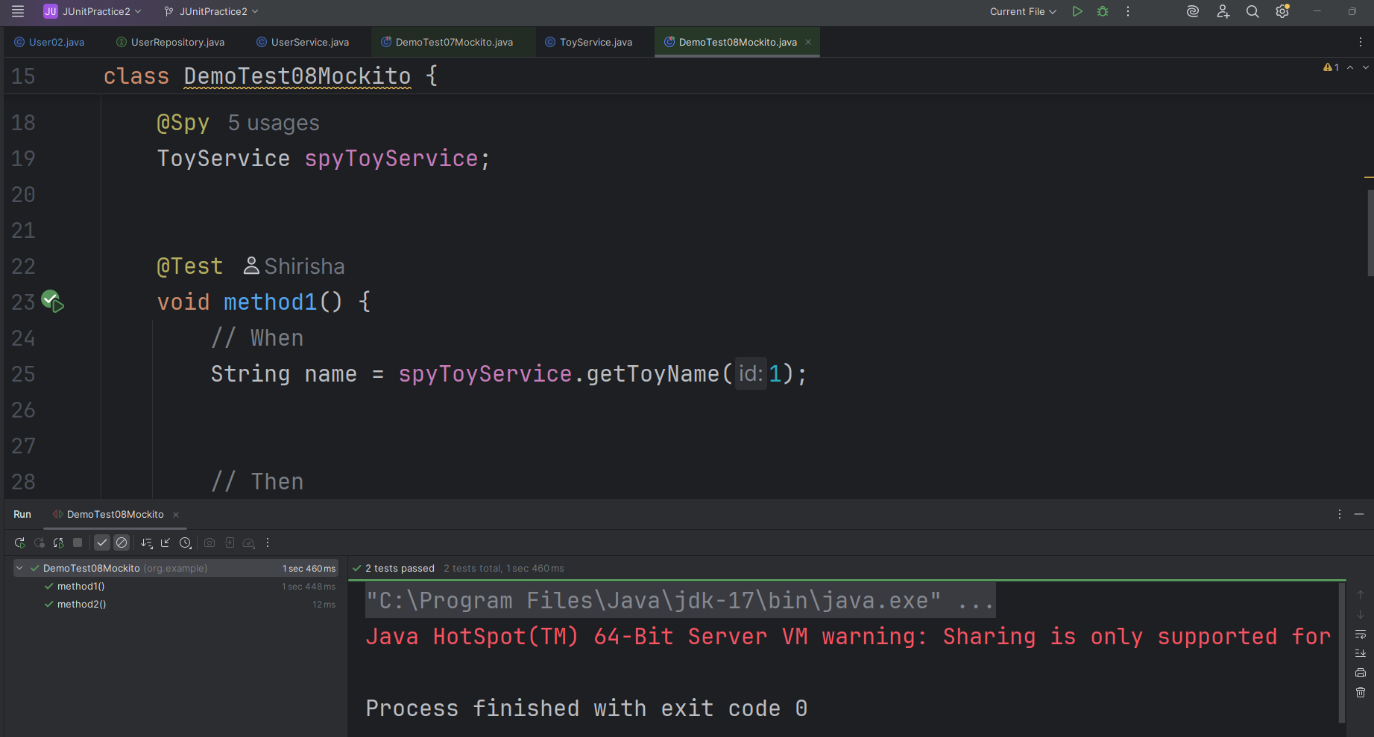 JU JUnitPractice2 JUnitPractice2 Current File
User02.java UserRepository.java UserService.java DemoTest07Mockito.java ToyService.java DemoTest08Mockito.java
15 class DemoTest08Mockito { 1
18 @Spy 5 usages
19 ToyService spyToyService;
20
21
22 @Test Shirisha
23 void method1() {
24 // When
25 String name = spyToyService.getToyName(id:1);
26
27
28 // Then
Run DemoTest08Mockito
DemoTest08Mockito (org.example) 1 sec 460 ms
method1() 1 sec 448 ms
method2() 12 ms
2 tests passed 2 tests total, 1 sec 460 ms
"C:\Program Files\Java\jdk-17\bin\java.exe" ...
Java HotSpot(TM) 64-Bit Server VM warning: Sharing is only supported for
Process finished with exit code 0